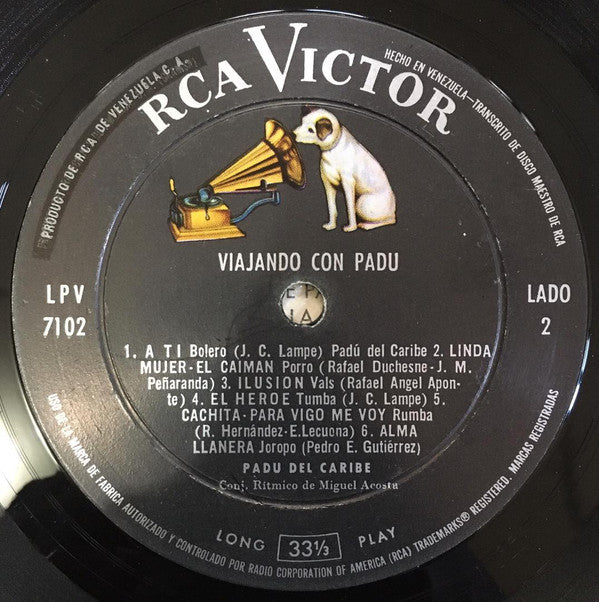 PRODUCTO DE RCA DE VENEZUELA C.A.
RCA VICTOR
HECHO EN VENEZUELA-TRANSCRITO DE DISCO MAESTRO DE RCA
VIAJANDO CON PADU
LPV
7102
LADO
2
1. A TI Bolero (J. C. Lampe) Padú del Caribe 2. LINDA
MUJER-EL CAIMAN Porro (Rafael Duchesne-J. M.
Peñaranda) 3. ILUSION Vals (Rafael Angel Apon-
te) 4. EL HEROE Tumba (J. C. Lampe) 5.
CACHITA-PARA VIGO ME VOY Rumba
(R. Hernández-E.Lecuona) 6. ALMA
LLANERA Joropo (Pedro E. Gutiérrez)
PADU DEL CARIBE
Conj. Rítmico de Miguel Acosta
LONG 33⅓ PLAY
USO DE LA MARCA DE FABRICA AUTORIZADO Y CONTROLADO POR RADIO CORPORATION OF AMERICA (RCA) TRADEMARKS® REGISTERED. MARCAS REGISTRADAS